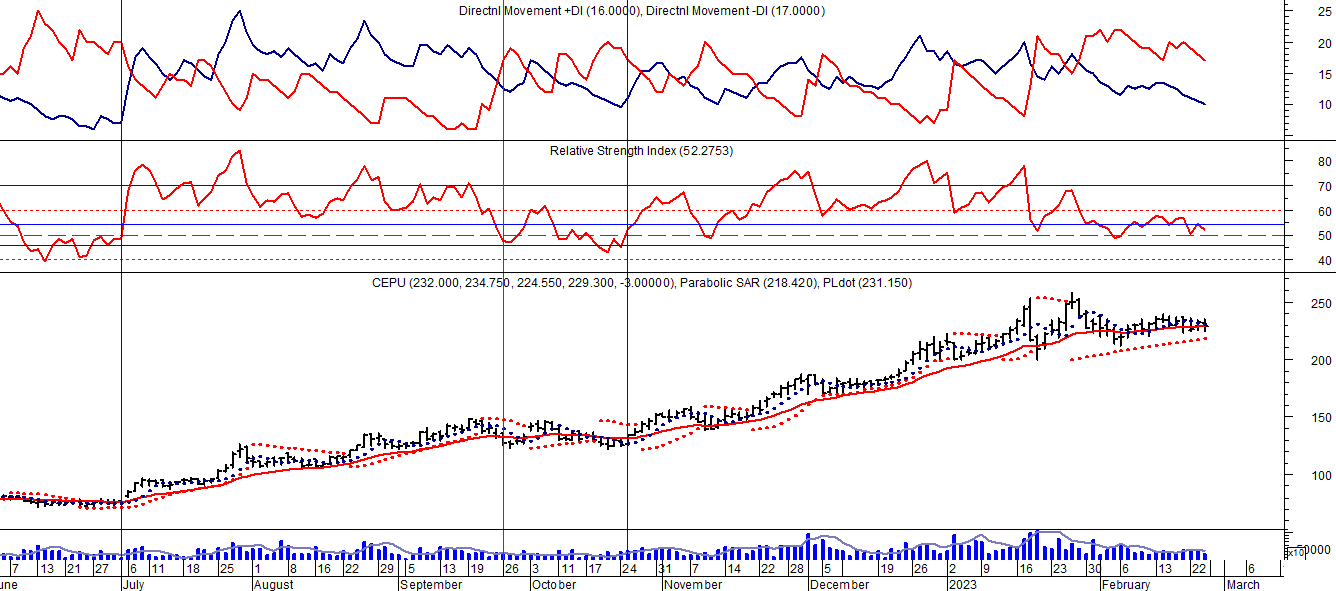 Directnl Movement +DI (16.0000), Directnl Movement -DI (17.0000)
25
20
15
10
Relative Strength Index (52.2753)
80
70
60
50
40
CEPU (232.000, 234.750, 224.550, 229.300, -3.00000), Parabolic SAR (218.420), PLdot (231.150)
250
200
150
100
50000
x10
7 13 21 27 6 11 18 25 1 8 16 22 29 5 13 19 26 3 11 17 24 31 7 14 22 28 5 19 26 2 9 16 23 30 6 13 22 6
une July August September October November December 2023 February March